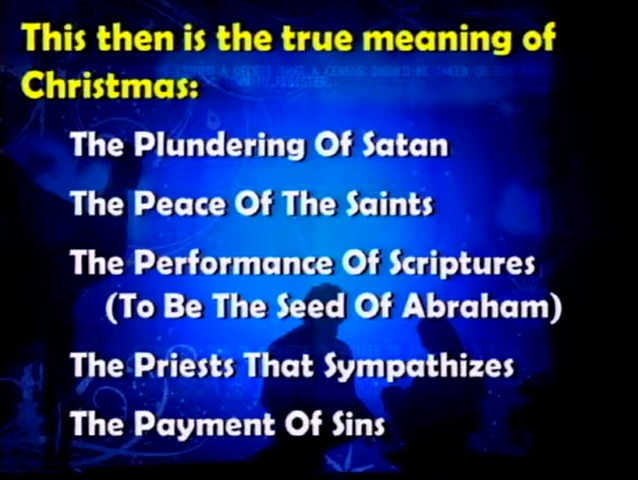 This then is the true meaning of
Christmas:
The Plundering Of Satan
The Peace Of The Saints
The Performance Of Scriptures
(To Be The Seed Of Abraham)
The Priests That Sympathizes
The Payment Of Sins